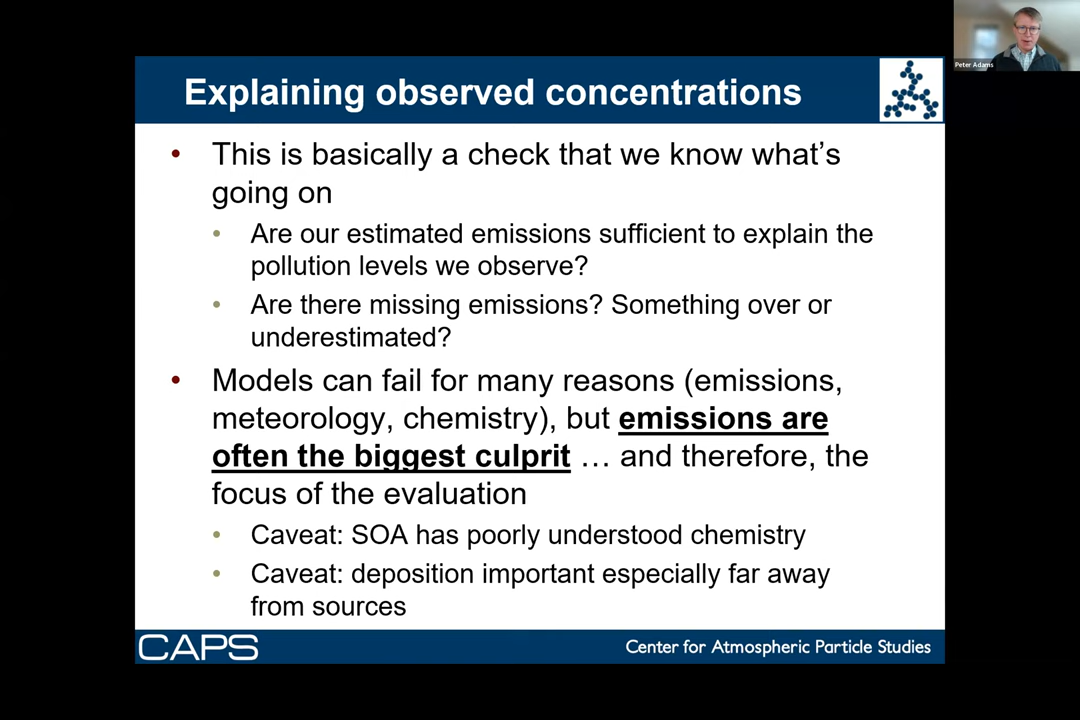 Peter Adams
Explaining observed concentrations
• This is basically a check that we know what's
going on
• Are our estimated emissions sufficient to explain the
pollution levels we observe?
• Are there missing emissions? Something over or
underestimated?
• Models can fail for many reasons (emissions,
meteorology, chemistry), but emissions are
often the biggest culprit … and therefore, the
focus of the evaluation
• Caveat: SOA has poorly understood chemistry
• Caveat: deposition important especially far away
from sources
CAPS
Center for Atmospheric Particle Studies